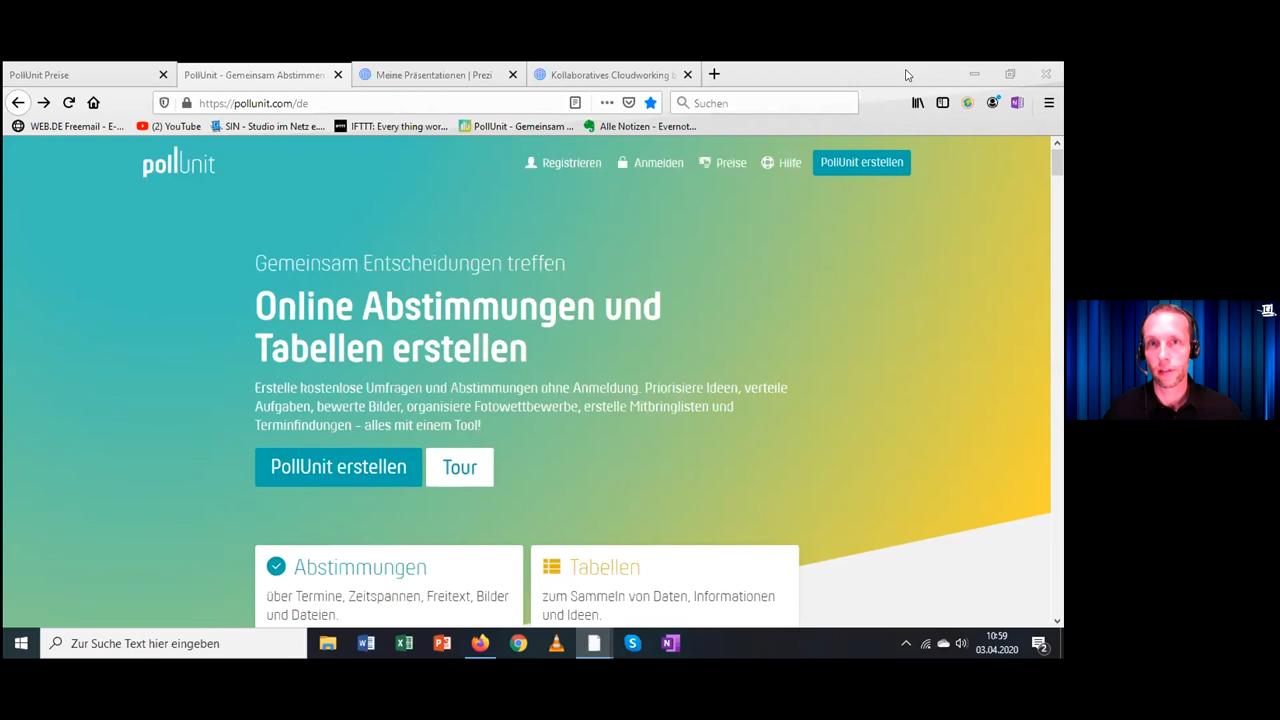 PollUnit Preise
PollUnit - Gemeinsam Abstimmen
Meine Präsentationen | Prezi
Kollaboratives Cloudworking b
https://pollunit.com/de
Suchen
WEB.DE Freemail - E-...
(2) YouTube
SIN - Studio im Netz e....
IFTTT: Every thing wor...
PollUnit - Gemeinsam ...
Alle Notizen - Evernot...
pollUnit
Registrieren
Anmelden
Preise
Hilfe
PollUnit erstellen
Gemeinsam Entscheidungen treffen
Online Abstimmungen und
Tabellen erstellen
Erstelle kostenlose Umfragen und Abstimmungen ohne Anmeldung. Priorisiere Ideen, verteile
Aufgaben, bewerte Bilder, organisiere Fotowettbewerbe, erstelle Mitbringlisten und
Terminfindungen – alles mit einem Tool!
PollUnit erstellen
Tour
Abstimmungen
über Termine, Zeitspannen, Freitext, Bilder
und Dateien.
Tabellen
zum Sammeln von Daten, Informationen
und Ideen.
Zur Suche Text hier eingeben
10:59
03.04.2020
2